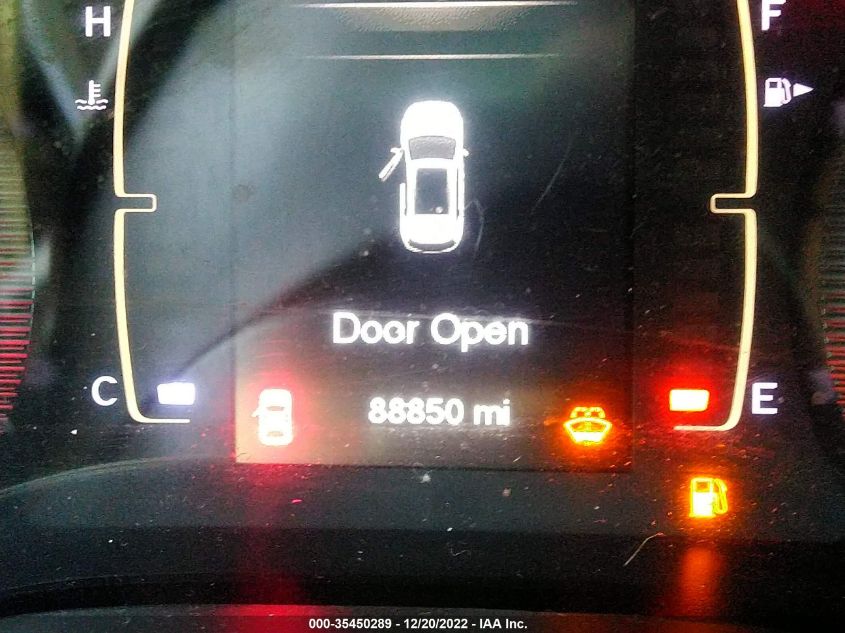 H F
Door Open
C E
88850 mi
000-35450289 - 12/20/2022 - IAA Inc.